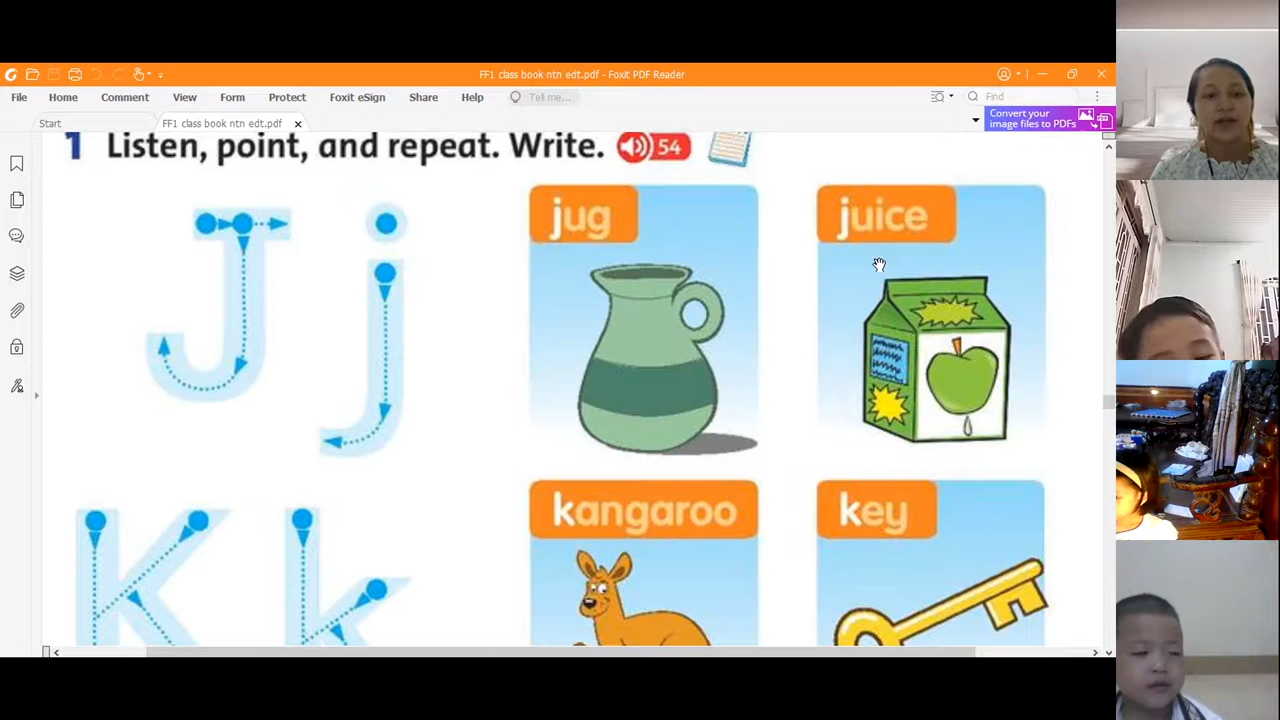 FF1 class book ntn edt.pdf - Foxit PDF Reader
File Home Comment View Form Protect Foxit eSign Share Help Tell me... Find
Start FF1 class book ntn edt.pdf
Convert your
image files to PDFs
1 Listen, point, and repeat. Write. 54
J j
jug
juice
K k
kangaroo
key